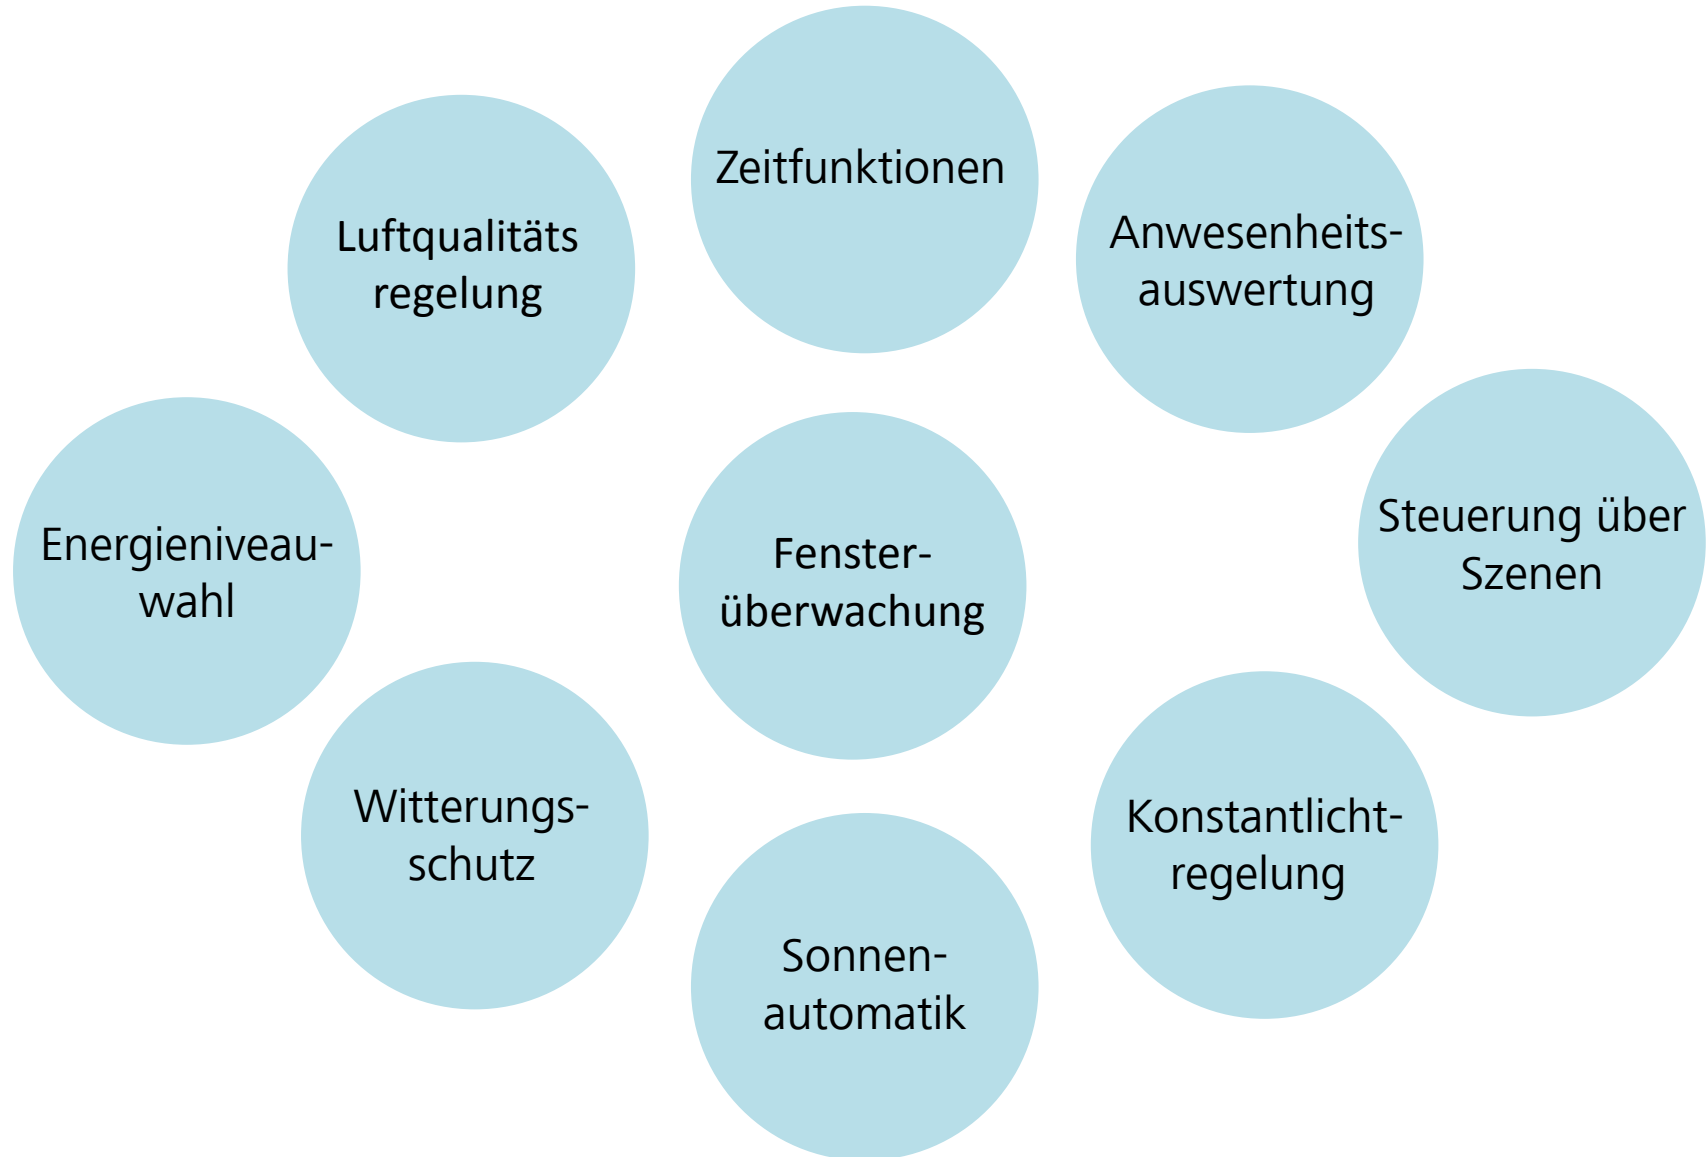 Zeitfunktionen
Luftqualitäts
regelung
Anwesenheits-
auswertung
Energieniveau-
wahl
Fenster-
überwachung
Steuerung über
Szenen
Witterungs-
schutz
Konstantlicht-
regelung
Sonnen-
automatik